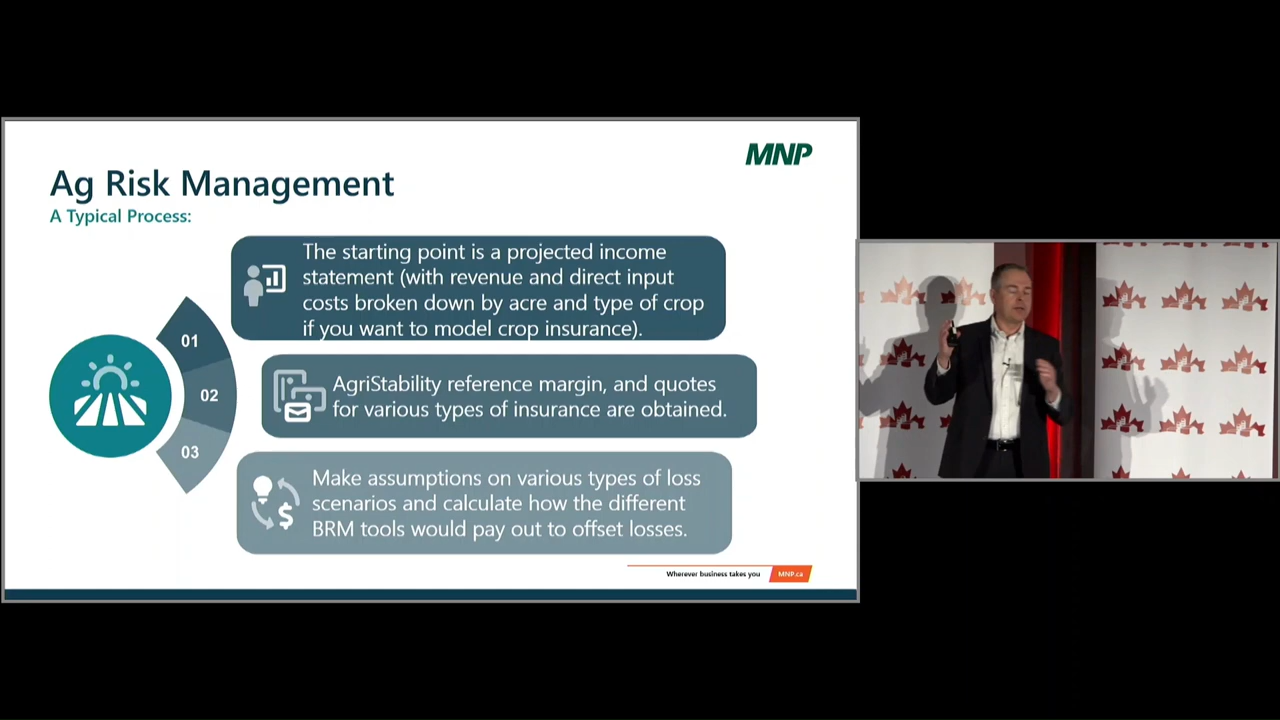 MNP
Ag Risk Management
A Typical Process:
01
The starting point is a projected income
statement (with revenue and direct input
costs broken down by acre and type of crop
if you want to model crop insurance).
02
AgriStability reference margin, and quotes
for various types of insurance are obtained.
03
Make assumptions on various types of loss
scenarios and calculate how the different
BRM tools would pay out to offset losses.
Wherever business takes you
MNP.ca